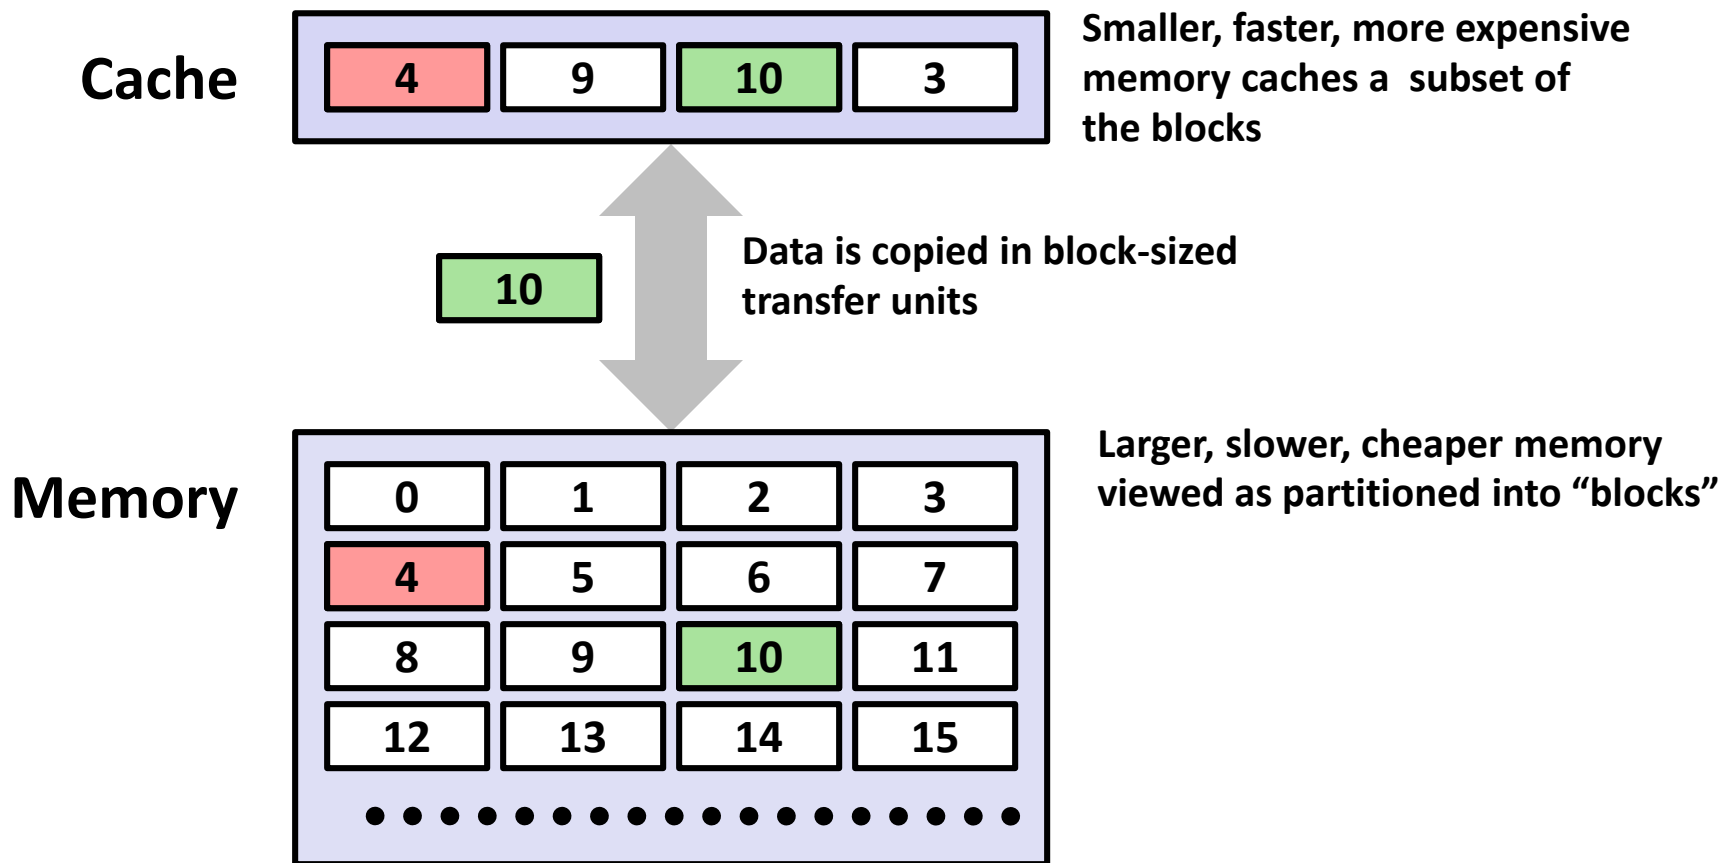 Cache
4 9 10 3
Smaller, faster, more expensive
memory caches a  subset of
the blocks
10
Data is copied in block-sized
transfer units
Memory
0 1 2 3
4 5 6 7
8 9 10 11
12 13 14 15
Larger, slower, cheaper memory
viewed as partitioned into “blocks”